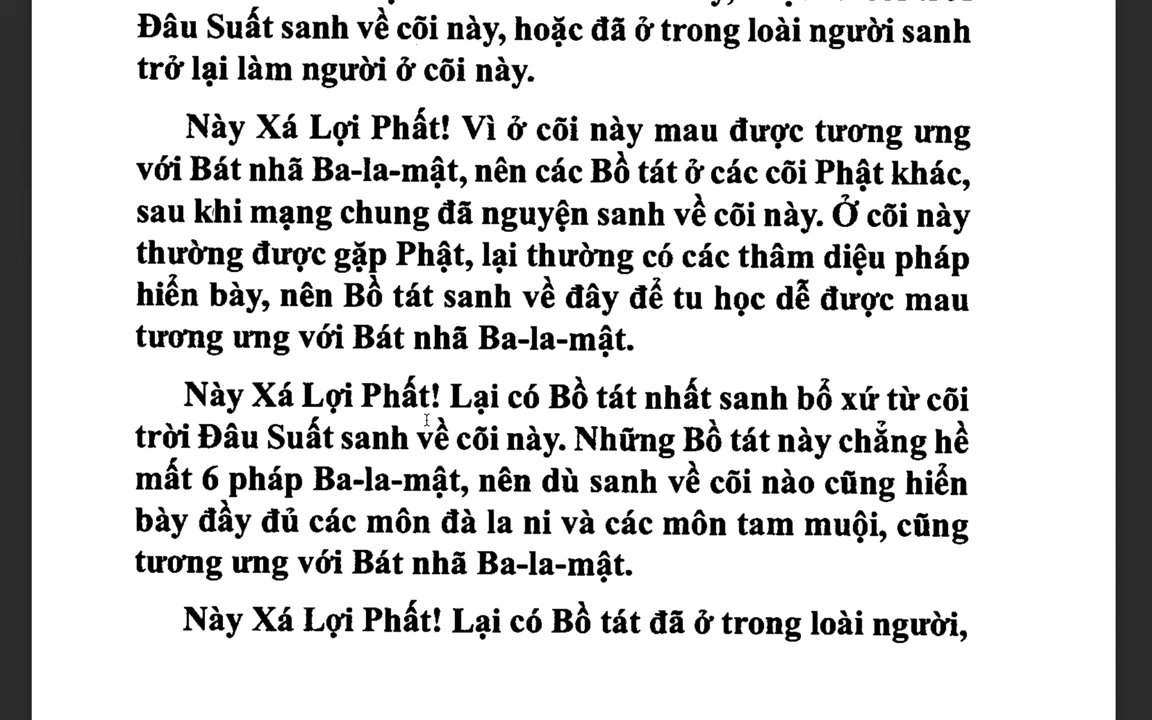 Đâu Suất sanh về cõi này, hoặc đã ở trong loài người sanh
trở lại làm người ở cõi này.
Này Xá Lợi Phất! Vì ở cõi này mau được tương ưng
với Bát nhã Ba-la-mật, nên các Bồ tát ở các cõi Phật khác,
sau khi mạng chung đã nguyện sanh về cõi này. Ở cõi này
thường được gặp Phật, lại thường có các thâm diệu pháp
hiển bày, nên Bồ tát sanh về đây để tu học dễ được mau
tương ưng với Bát nhã Ba-la-mật.
Này Xá Lợi Phất! Lại có Bồ tát nhất sanh bổ xứ từ cõi
trời Đâu Suất sanh về cõi này. Những Bồ tát này chẳng hề
mất 6 pháp Ba-la-mật, nên dù sanh về cõi nào cũng hiển
bày đầy đủ các môn đà la ni và các môn tam muội, cũng
tương ưng với Bát nhã Ba-la-mật.
Này Xá Lợi Phất! Lại có Bồ tát đã ở trong loài người,